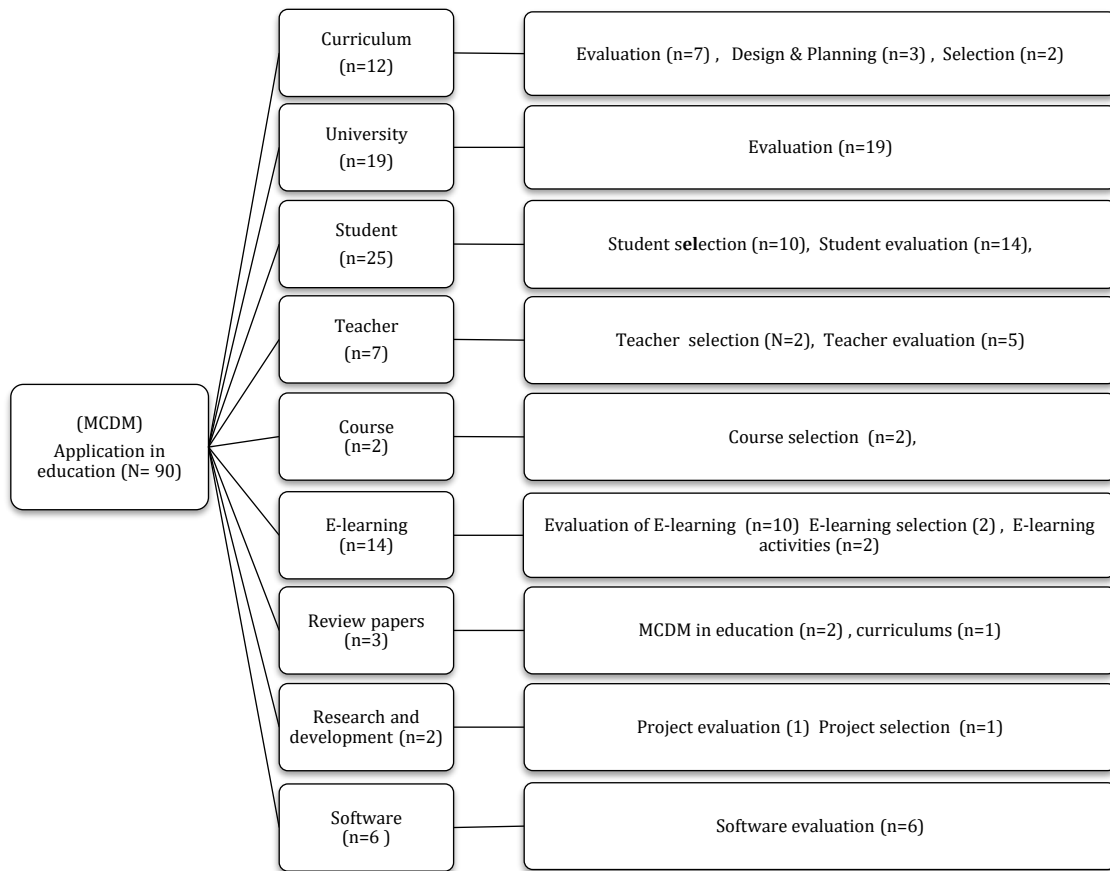 Curriculum
(n=12)
Evaluation (n=7) , Design & Planning (n=3) , Selection (n=2)
University
(n=19)
Evaluation (n=19)
Student
(n=25)
Student selection (n=10), Student evaluation (n=14),
Teacher
(n=7)
Teacher selection (N=2), Teacher evaluation (n=5)
(MCDM)
Application in
education (N= 90)
Course
(n=2)
Course selection (n=2),
E-learning
(n=14)
Evaluation of E-learning (n=10) E-learning selection (2) , E-learning
activities (n=2)
Review papers
(n=3)
MCDM in education (n=2) , curriculums (n=1)
Research and
development (n=2)
Project evaluation (1) Project selection (n=1)
Software
(n=6 )
Software evaluation (n=6)